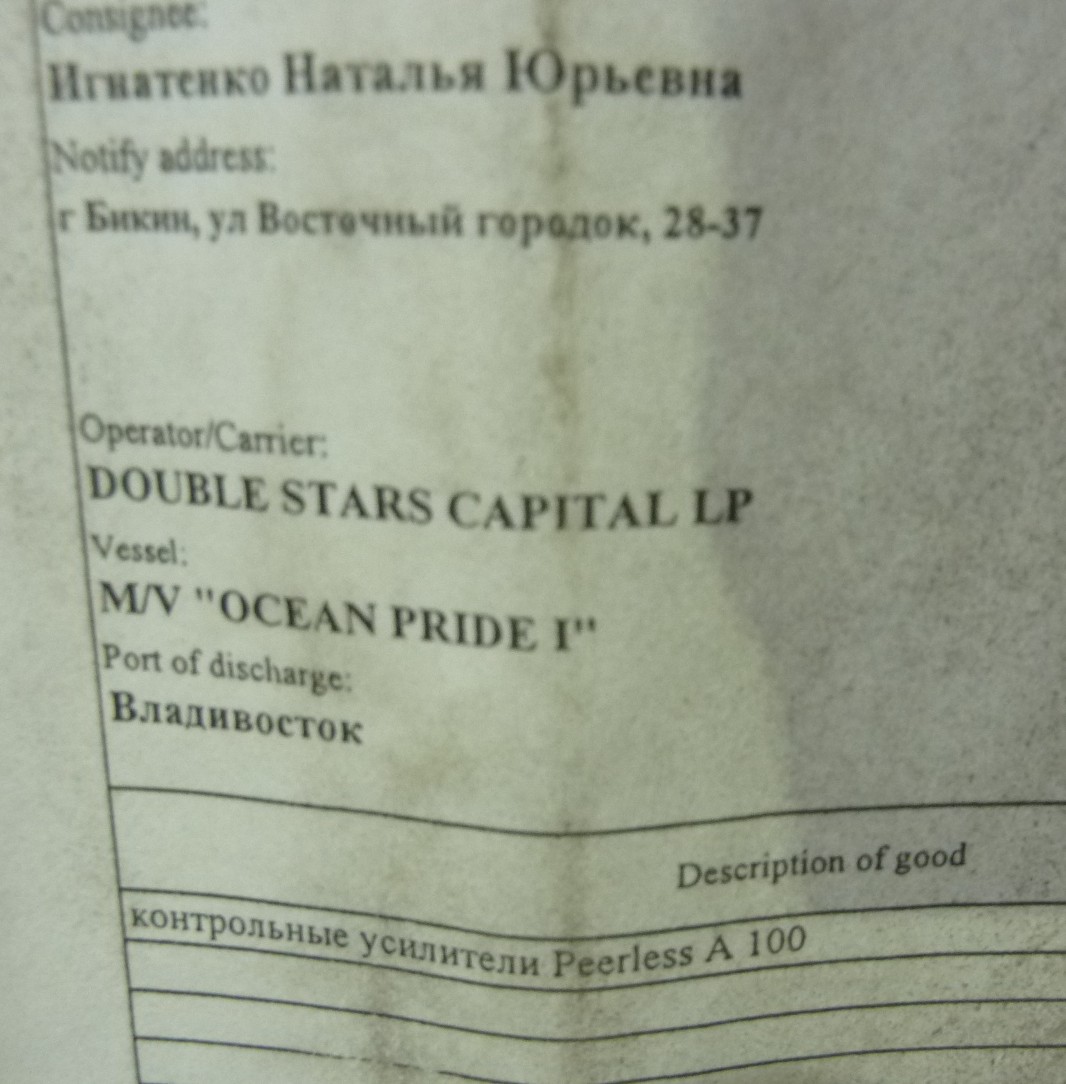 Consignee:
Игнатенко Наталья Юрьевна
Notify address:
г Бикин, ул Восточный городок, 28-37
Operator/Carrier:
DOUBLE STARS CAPITAL LP
Vessel:
M/V "OCEAN PRIDE I"
Port of discharge:
Владивосток
Description of good
контрольные усилители Peerless A 100